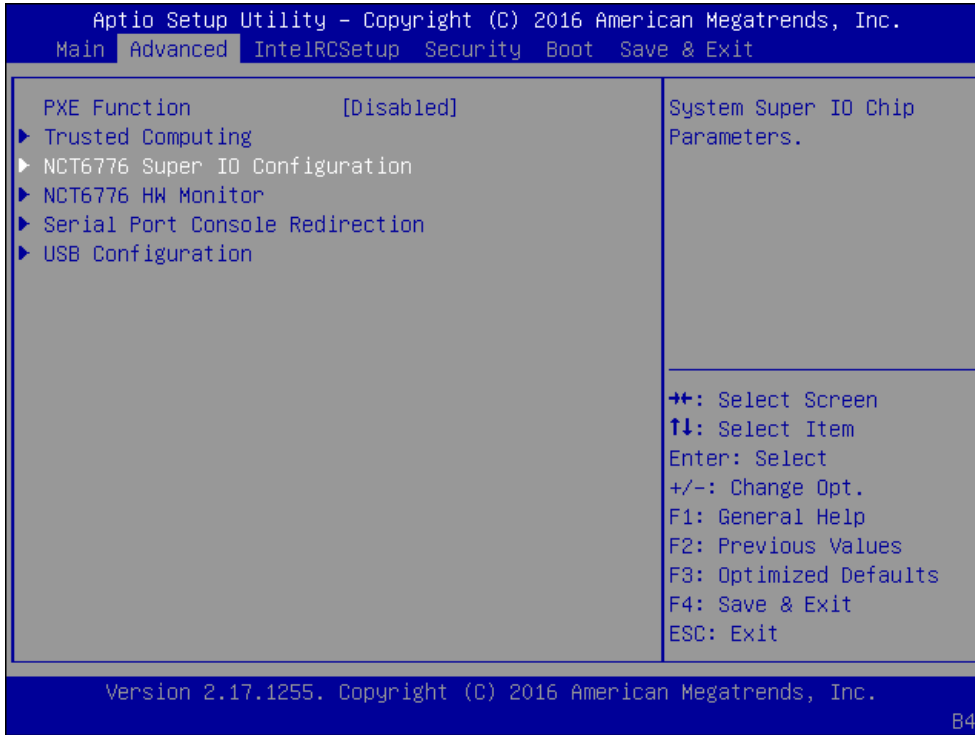 Aptio Setup Utility – Copyright (C) 2016 American Megatrends, Inc.
Main Advanced IntelRCSetup Security Boot Save & Exit
PXE Function [Disabled]
▶ Trusted Computing
▶ NCT6776 Super IO Configuration
▶ NCT6776 HW Monitor
▶ Serial Port Console Redirection
▶ USB Configuration
System Super IO Chip
Parameters.
→←: Select Screen
↑↓: Select Item
Enter: Select
+/-: Change Opt.
F1: General Help
F2: Previous Values
F3: Optimized Defaults
F4: Save & Exit
ESC: Exit
Version 2.17.1255. Copyright (C) 2016 American Megatrends, Inc.
B4